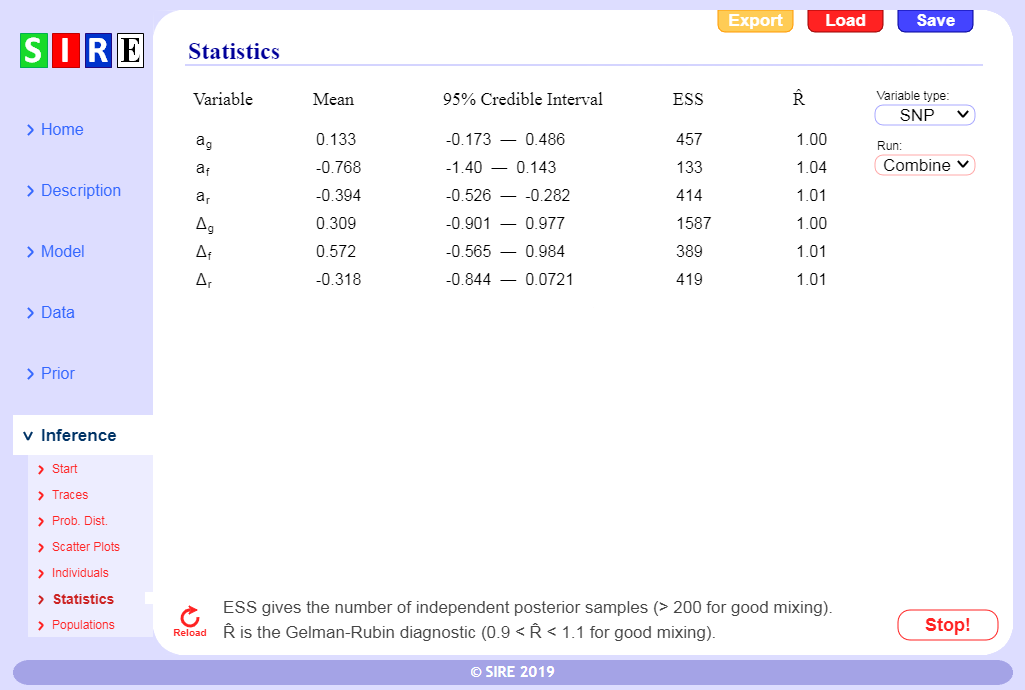 Export Load Save
SIRE
Statistics
Variable Mean 95% Credible Interval ESS R̂
Variable type:
SNP
Run:
Combine
a_g 0.133 -0.173 — 0.486 457 1.00
a_f -0.768 -1.40 — 0.143 133 1.04
a_r -0.394 -0.526 — -0.282 414 1.01
Δ_g 0.309 -0.901 — 0.977 1587 1.00
Δ_f 0.572 -0.565 — 0.984 389 1.01
Δ_r -0.318 -0.844 — 0.0721 419 1.01
Home
Description
Model
Data
Prior
Inference
Start
Traces
Prob. Dist.
Scatter Plots
Individuals
Statistics
Populations
Reload
ESS gives the number of independent posterior samples (> 200 for good mixing).
R̂ is the Gelman-Rubin diagnostic (0.9 < R̂ < 1.1 for good mixing).
Stop!
© SIRE 2019